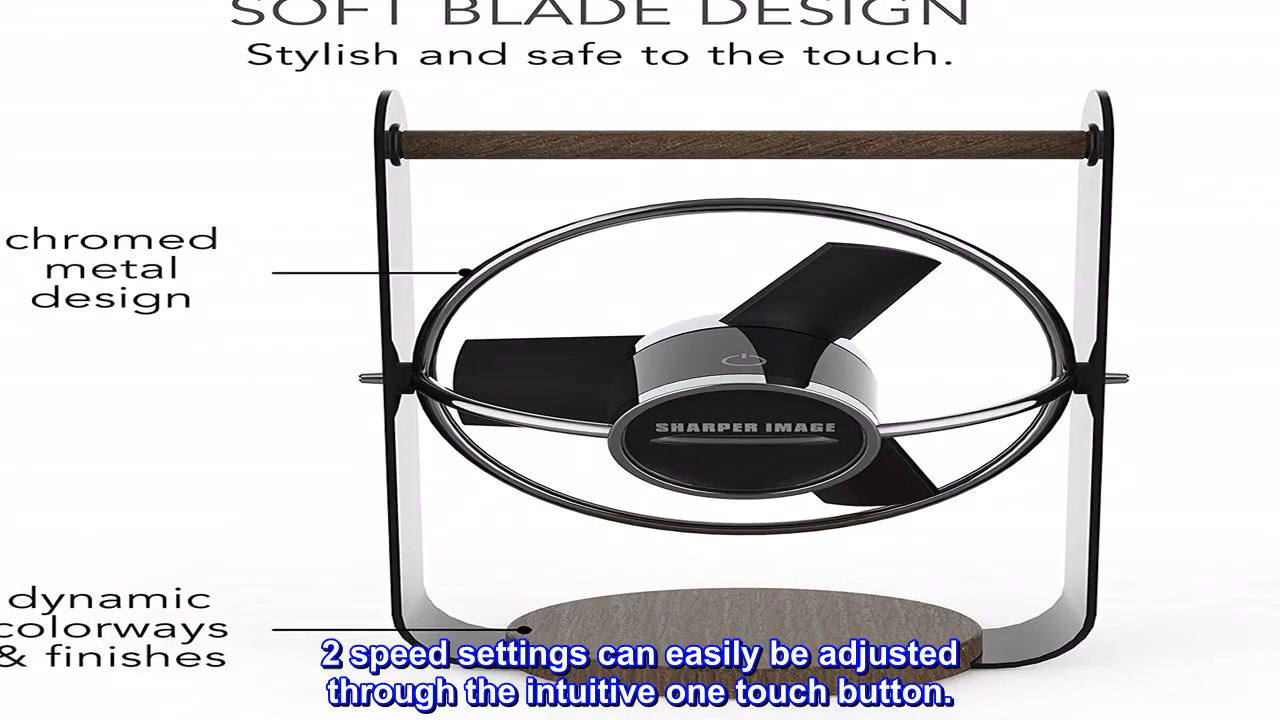 SOFT BLADE DESIGN
Stylish and safe to the touch.
chromed
metal
design
SHARPER IMAGE
dynamic
colorways
& finishes
2 speed settings can easily be adjusted
through the intuitive one touch button.